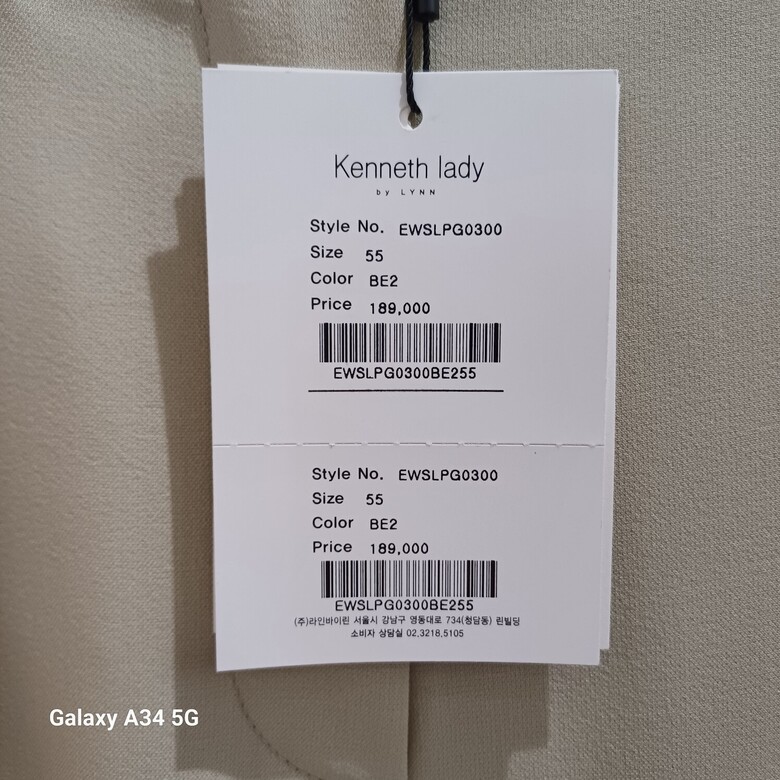 Kenneth lady
by LYNN
Style No. EWSLPG0300
Size 55
Color BE2
Price 189,000
EWSLPG0300BE255
Style No. EWSLPG0300
Size 55
Color BE2
Price 189,000
EWSLPG0300BE255
(주)라인바이린 서울시 강남구 영동대로 734(청담동) 린빌딩
소비자 상담실 02.3218.5105
Galaxy A34 5G